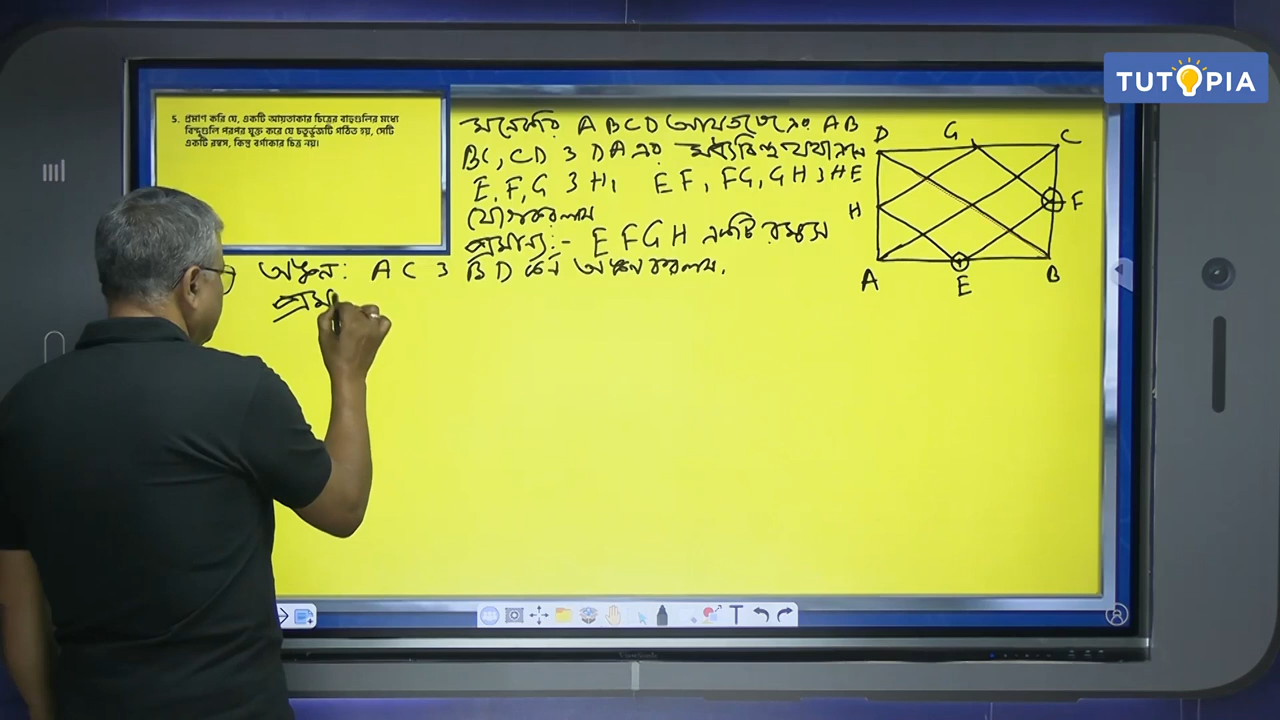 TUTOPIA
5. প্রমাণ করি যে, একটি আয়তাকার চিত্রের বাহুগুলির মধ্য
বিন্দুগুলি পরপর যুক্ত করে যে চতুর্ভুজটি গঠিত হয়, সেটি
একটি রম্বস, কিন্তু বর্গাকার চিত্র নয়।
মনেকরি ABCD আয়তক্ষেত্রের AB
BC, CD ও DA এর মধ্যবিন্দু যথাক্রমে
E, F, G ও H। EF, FG, GH ও HE
যোগ করলাম
প্রমাণ্য:- EFGH একটি রম্বস
অঙ্কন: AC ও BD কর্ণ অঙ্কন করলাম.
প্রমা
D G C
H F
A E B
T